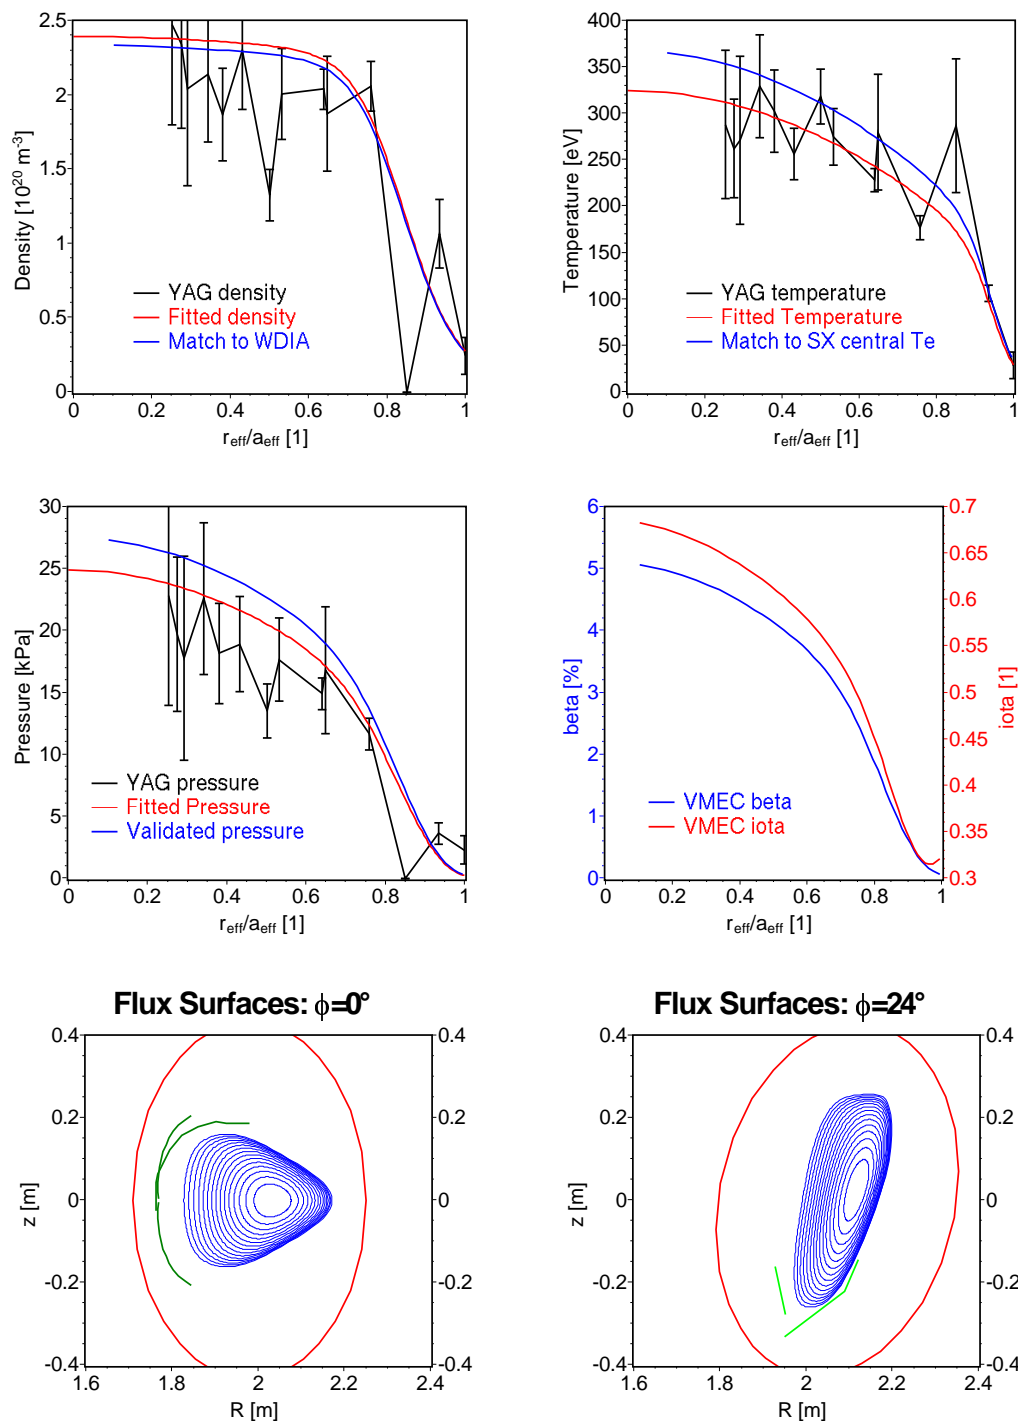 2.5
2
1.5
1
0.5
0
Density [10²⁰ m⁻³]
YAG density
Fitted density
Match to WDIA
0 0.2 0.4 0.6 0.8 1
r_eff/a_eff [1]
400
350
300
250
200
150
100
50
0
Temperature [eV]
YAG temperature
Fitted Temperature
Match to SX central Te
0 0.2 0.4 0.6 0.8 1
r_eff/a_eff [1]
30
25
20
15
10
5
0
Pressure [kPa]
YAG pressure
Fitted Pressure
Validated pressure
0 0.2 0.4 0.6 0.8 1
r_eff/a_eff [1]
6
5
4
3
2
1
0
beta [%]
VMEC beta
VMEC iota
0.7
0.65
0.6
0.55
0.5
0.45
0.4
0.35
0.3
iota [1]
0 0.2 0.4 0.6 0.8 1
r_eff/a_eff [1]
Flux Surfaces: ϕ=0°
0.4
0.2
0
-0.2
-0.4
z [m]
0.4
0.2
0
-0.2
-0.4
1.6 1.8 2 2.2 2.4
R [m]
Flux Surfaces: ϕ=24°
0.4
0.2
0
-0.2
-0.4
z [m]
0.4
0.2
0
-0.2
-0.4
1.6 1.8 2 2.2 2.4
R [m]